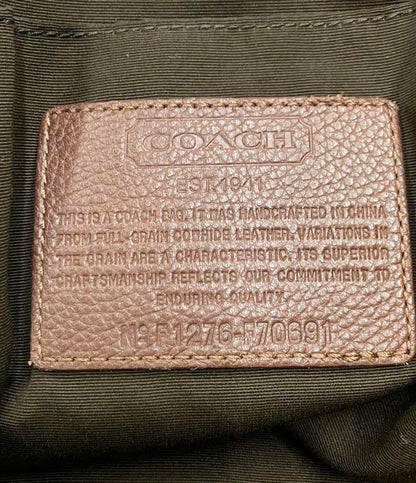 COACH
EST. 1941
THIS IS A COACH BAG. IT WAS HANDCRAFTED IN CHINA
FROM FULL GRAIN COWHIDE LEATHER. VARIATIONS IN
THE GRAIN ARE A CHARACTERISTIC. ITS SUPERIOR
CRAFTSMANSHIP REFLECTS OUR COMMITMENT TO
ENDURING QUALITY.
No. F1276-F70691